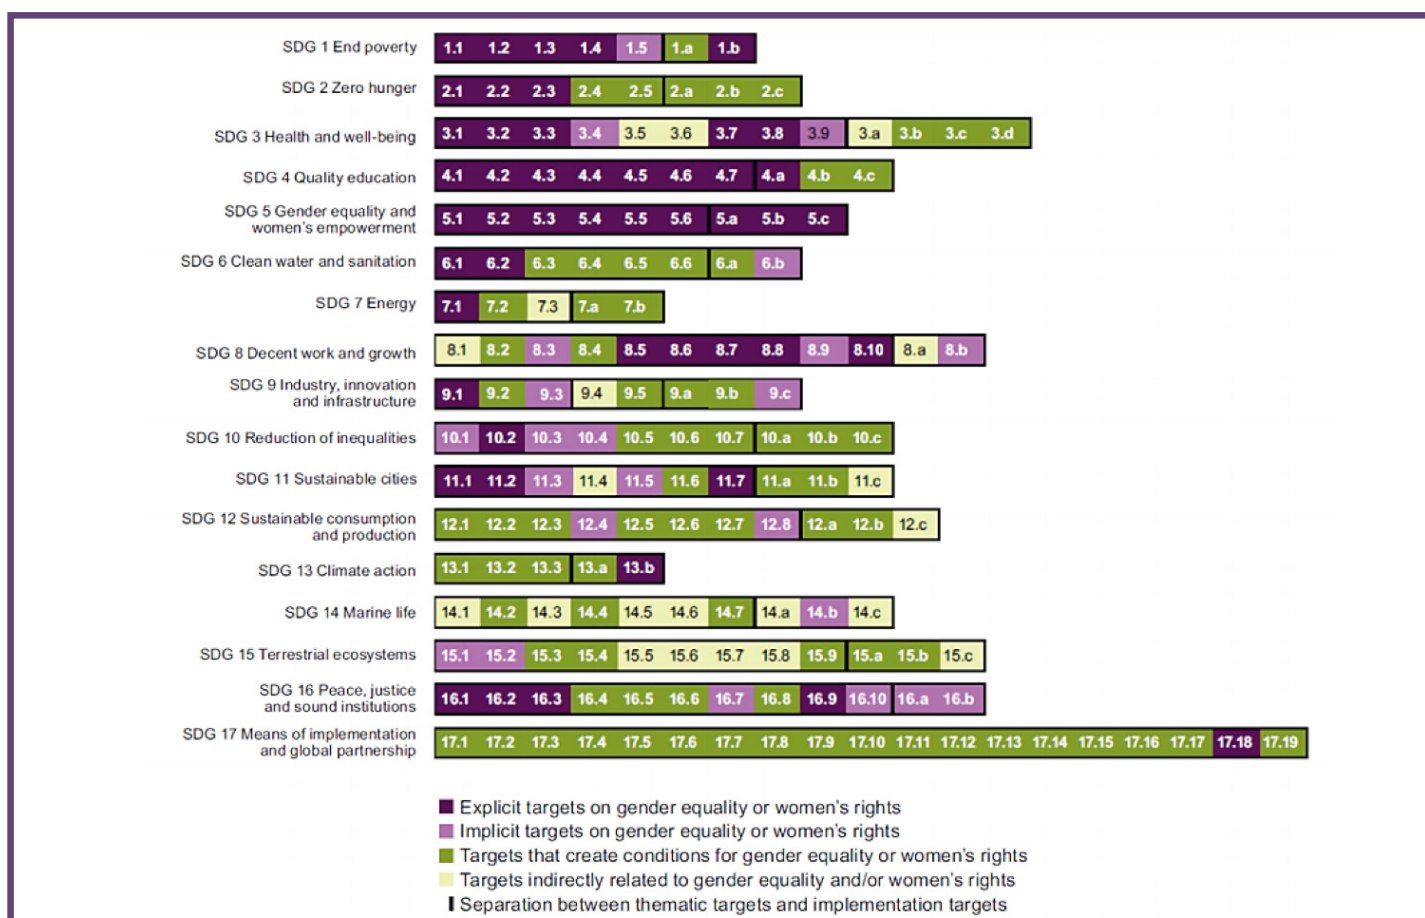 SDG 1 End poverty 1.1 1.2 1.3 1.4 1.5 1.a 1.b
SDG 2 Zero hunger 2.1 2.2 2.3 2.4 2.5 2.a 2.b 2.c
SDG 3 Health and well-being 3.1 3.2 3.3 3.4 3.5 3.6 3.7 3.8 3.9 3.a 3.b 3.c 3.d
SDG 4 Quality education 4.1 4.2 4.3 4.4 4.5 4.6 4.7 4.a 4.b 4.c
SDG 5 Gender equality and
women's empowerment 5.1 5.2 5.3 5.4 5.5 5.6 5.a 5.b 5.c
SDG 6 Clean water and sanitation 6.1 6.2 6.3 6.4 6.5 6.6 6.a 6.b
SDG 7 Energy 7.1 7.2 7.3 7.a 7.b
SDG 8 Decent work and growth 8.1 8.2 8.3 8.4 8.5 8.6 8.7 8.8 8.9 8.10 8.a 8.b
SDG 9 Industry, innovation
and infrastructure 9.1 9.2 9.3 9.4 9.5 9.a 9.b 9.c
SDG 10 Reduction of inequalities 10.1 10.2 10.3 10.4 10.5 10.6 10.7 10.a 10.b 10.c
SDG 11 Sustainable cities 11.1 11.2 11.3 11.4 11.5 11.6 11.7 11.a 11.b 11.c
SDG 12 Sustainable consumption
and production 12.1 12.2 12.3 12.4 12.5 12.6 12.7 12.8 12.a 12.b 12.c
SDG 13 Climate action 13.1 13.2 13.3 13.a 13.b
SDG 14 Marine life 14.1 14.2 14.3 14.4 14.5 14.6 14.7 14.a 14.b 14.c
SDG 15 Terrestrial ecosystems 15.1 15.2 15.3 15.4 15.5 15.6 15.7 15.8 15.9 15.a 15.b 15.c
SDG 16 Peace, justice
and sound institutions 16.1 16.2 16.3 16.4 16.5 16.6 16.7 16.8 16.9 16.10 16.a 16.b
SDG 17 Means of implementation
and global partnership 17.1 17.2 17.3 17.4 17.5 17.6 17.7 17.8 17.9 17.10 17.11 17.12 17.13 17.14 17.15 17.16 17.17 17.18 17.19
Explicit targets on gender equality or women's rights
Implicit targets on gender equality or women's rights
Targets that create conditions for gender equality or women's rights
Targets indirectly related to gender equality and/or women's rights
Separation between thematic targets and implementation targets